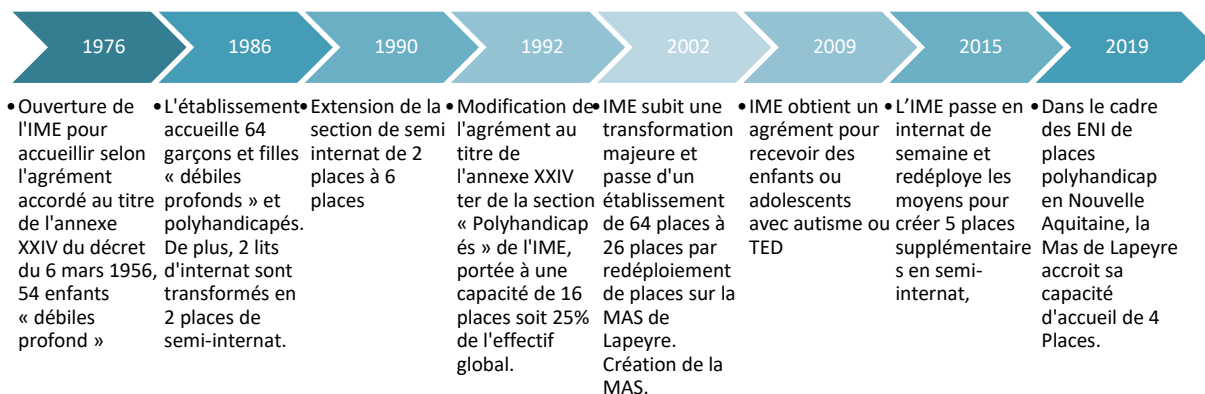 1976
1986
1990
1992
2002
2009
2015
2019
•Ouverture de
l'IME pour
accueillir selon
l'agrément
accordé au titre
de l'annexe
XXIV du décret
du 6 mars 1956,
54 enfants
« débiles
profond »
•L'établissement
accueille 64
garçons et filles
« débiles
profonds » et
polyhandicapés.
De plus, 2 lits
d'internat sont
transformés en
2 places de
semi-internat.
•Extension de la
section de semi
internat de 2
places à 6
places
•Modification de
l'agrément au
titre de
l'annexe XXIV
ter de la section
« Polyhandicap
és » de l'IME,
portée à une
capacité de 16
places soit 25%
de l'effectif
global.
•IME subit une
transformation
majeure et
passe d'un
établissement
de 64 places à
26 places par
redéploiement
de places sur la
MAS de
Lapeyre.
Création de la
MAS.
•IME obtient un
agrément pour
recevoir des
enfants ou
adolescents
avec autisme ou
TED
•L’IME passe en
internat de
semaine et
redéploye les
moyens pour
créer 5 places
supplémentaire
s en semi-
internat,
•Dans le cadre
des ENI de
places
polyhandicap
en Nouvelle
Aquitaine, la
Mas de Lapeyre
accroit sa
capacité
d'accueil de 4
Places.